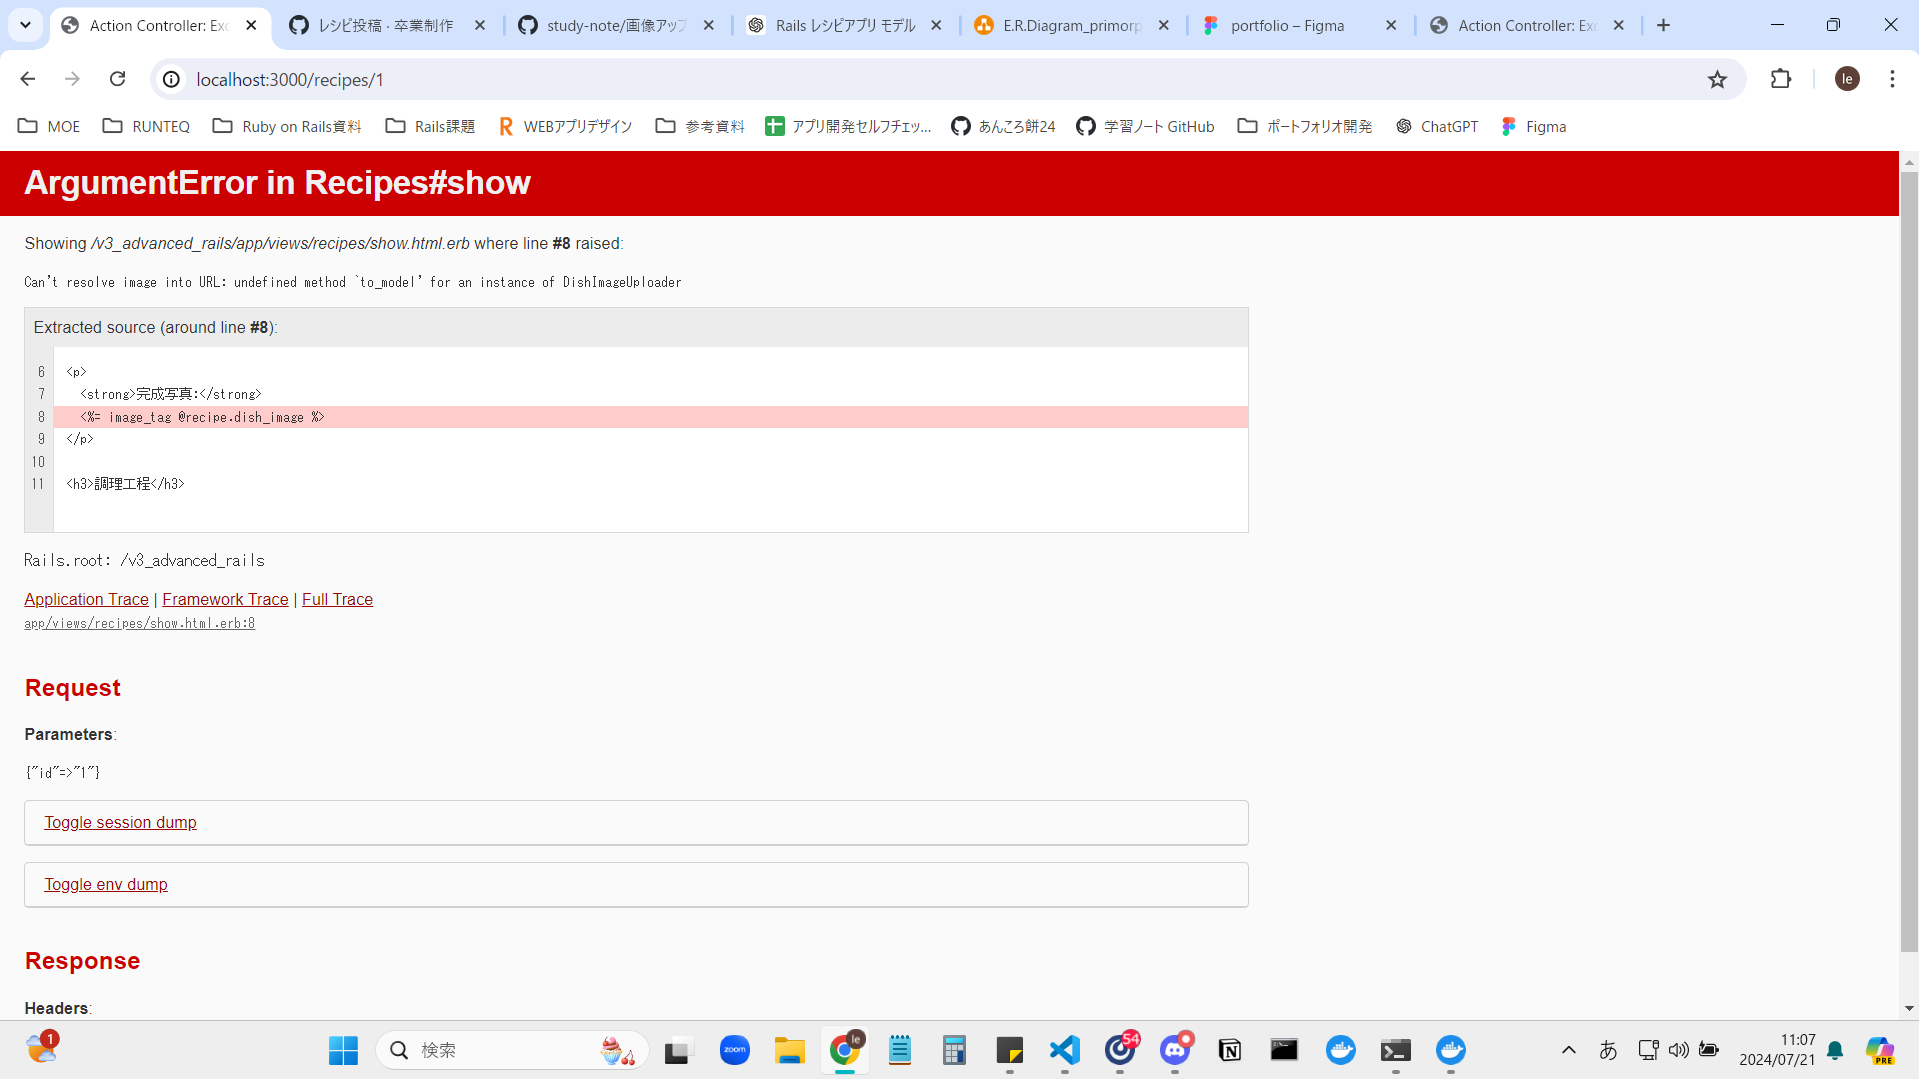 Action Controller: Exc
レシピ投稿 · 卒業制作
study-note/画像アップ
Rails レシピアプリ モデル
E.R.Diagram_primorp
portfolio – Figma
Action Controller: Exc
localhost:3000/recipes/1
le
MOE
RUNTEQ
Ruby on Rails資料
Rails課題
WEBアプリデザイン
参考資料
アプリ開発セルフチェッ...
あんころ餅24
学習ノート GitHub
ポートフォリオ開発
ChatGPT
Figma
ArgumentError in Recipes#show
Showing /v3_advanced_rails/app/views/recipes/show.html.erb where line #8 raised:
Can't resolve image into URL: undefined method `to_model' for an instance of DishImageUploader
Extracted source (around line #8):
6 <p>
7 <strong>完成写真:</strong>
8 <%= image_tag @recipe.dish_image %>
9 </p>
10
11 <h3>調理工程</h3>
Rails.root: /v3_advanced_rails
Application Trace | Framework Trace | Full Trace
app/views/recipes/show.html.erb:8
Request
Parameters:
{"id"=>"1"}
Toggle session dump
Toggle env dump
Response
Headers:
1
検索
zoom
le
54
あ
11:07
2024/07/21
PRE